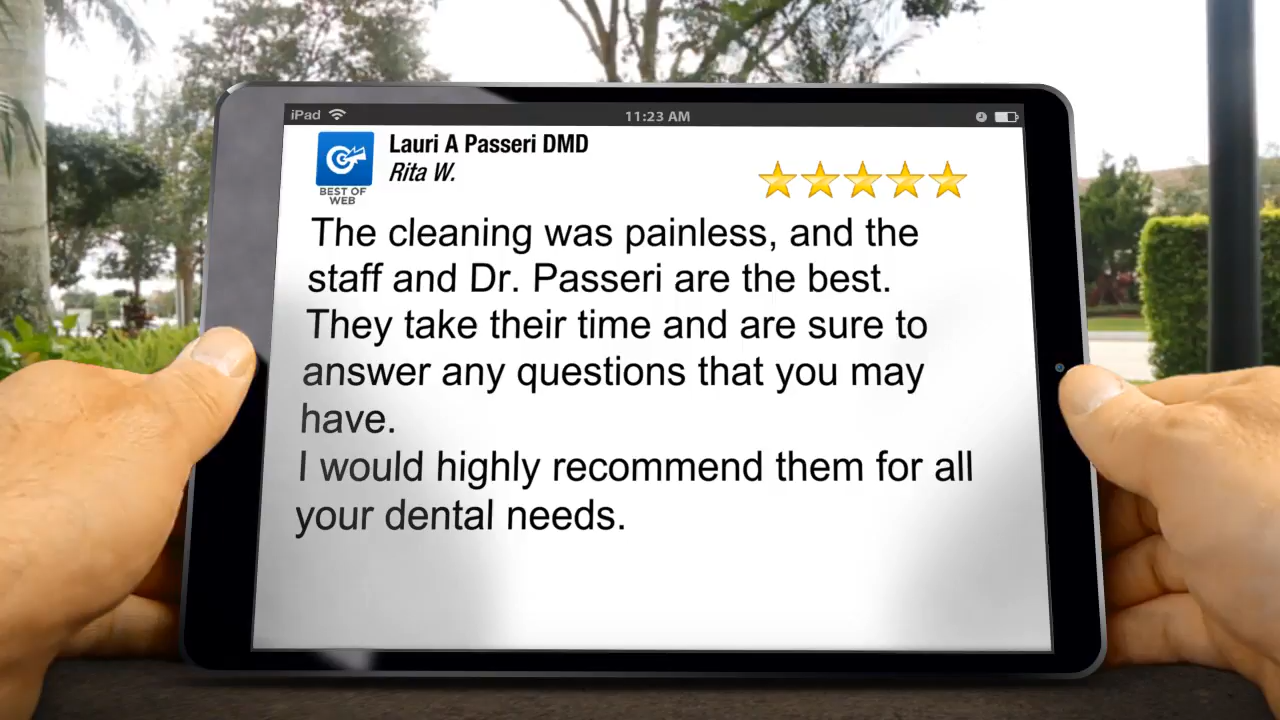 iPad 11:23 AM
Lauri A Passeri DMD
Rita W.
BEST OF
WEB
The cleaning was painless, and the
staff and Dr. Passeri are the best.
They take their time and are sure to
answer any questions that you may
have.
I would highly recommend them for all
your dental needs.